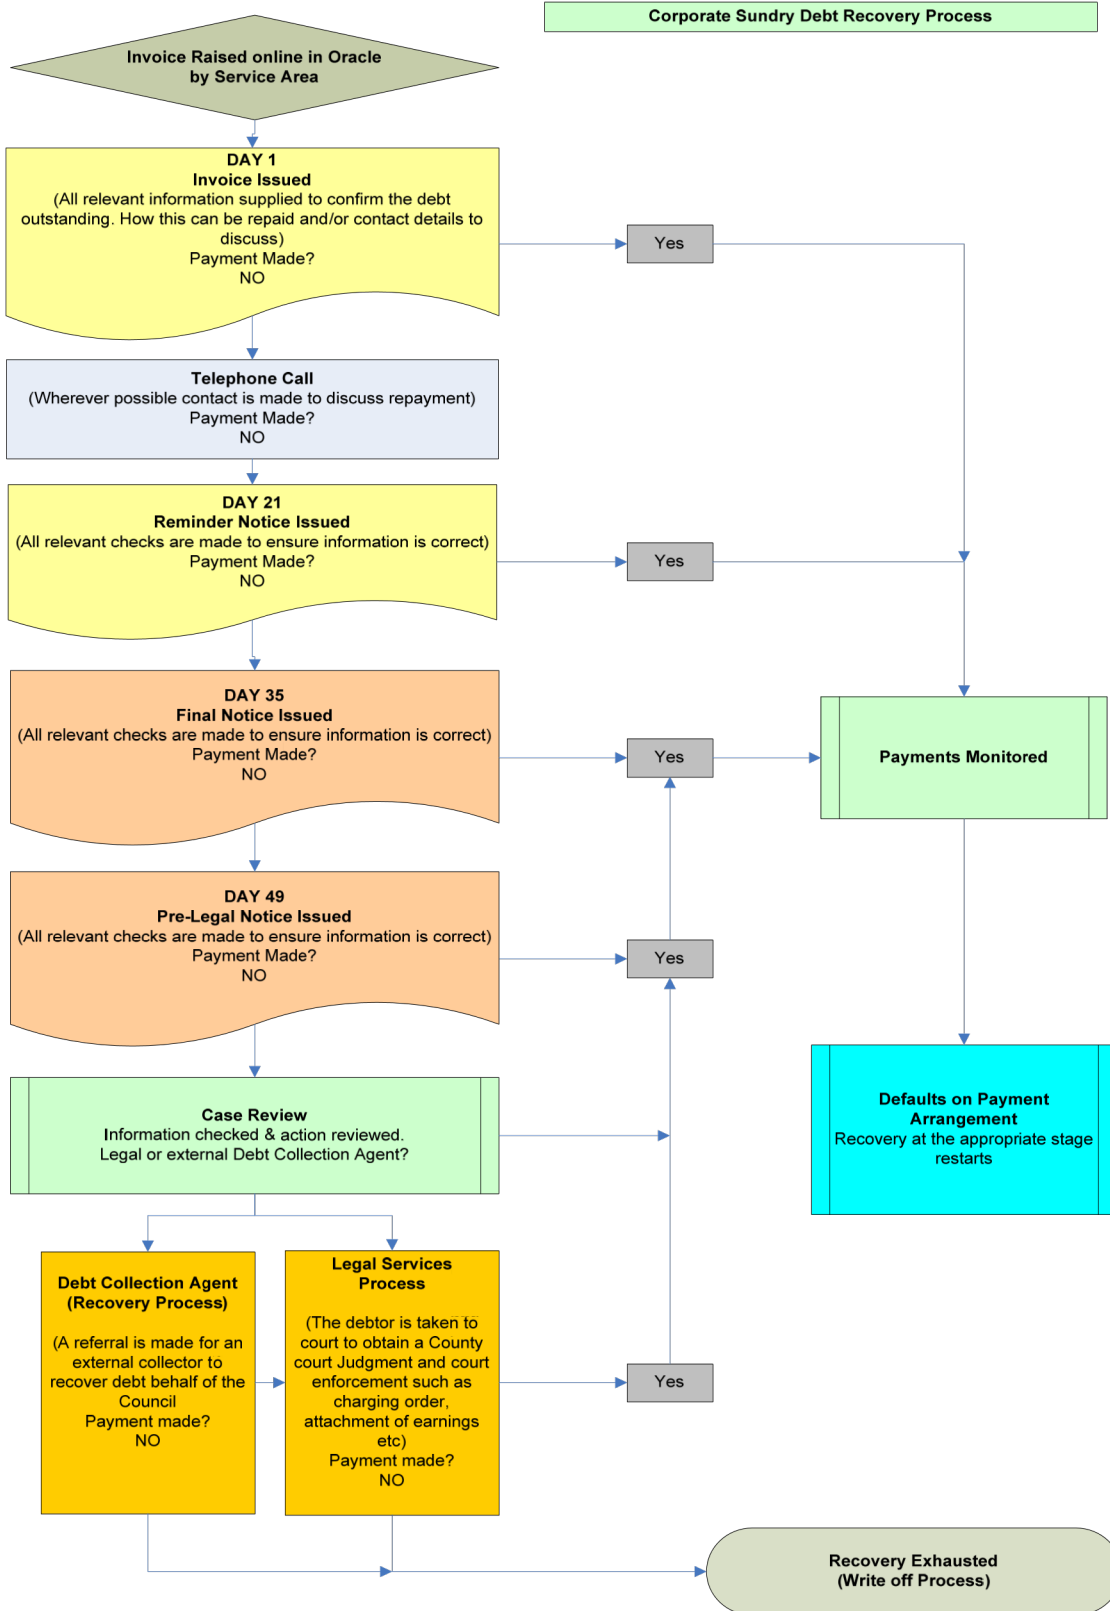 Corporate Sundry Debt Recovery Process
Invoice Raised online in Oracle
by Service Area
DAY 1
Invoice Issued
(All relevant information supplied to confirm the debt
outstanding. How this can be repaid and/or contact details to
discuss)
Payment Made?
NO
Yes
Telephone Call
(Wherever possible contact is made to discuss repayment)
Payment Made?
NO
DAY 21
Reminder Notice Issued
(All relevant checks are made to ensure information is correct)
Payment Made?
NO
Yes
DAY 35
Final Notice Issued
(All relevant checks are made to ensure information is correct)
Payment Made?
NO
Yes
Payments Monitored
DAY 49
Pre-Legal Notice Issued
(All relevant checks are made to ensure information is correct)
Payment Made?
NO
Yes
Case Review
Information checked & action reviewed.
Legal or external Debt Collection Agent?
Defaults on Payment
Arrangement
Recovery at the appropriate stage
restarts
Debt Collection Agent
(Recovery Process)
(A referral is made for an
external collector to
recover debt behalf of the
Council
Payment made?
NO
Legal Services
Process
(The debtor is taken to
court to obtain a County
court Judgment and court
enforcement such as
charging order,
attachment of earnings
etc)
Payment made?
NO
Yes
Recovery Exhausted
(Write off Process)